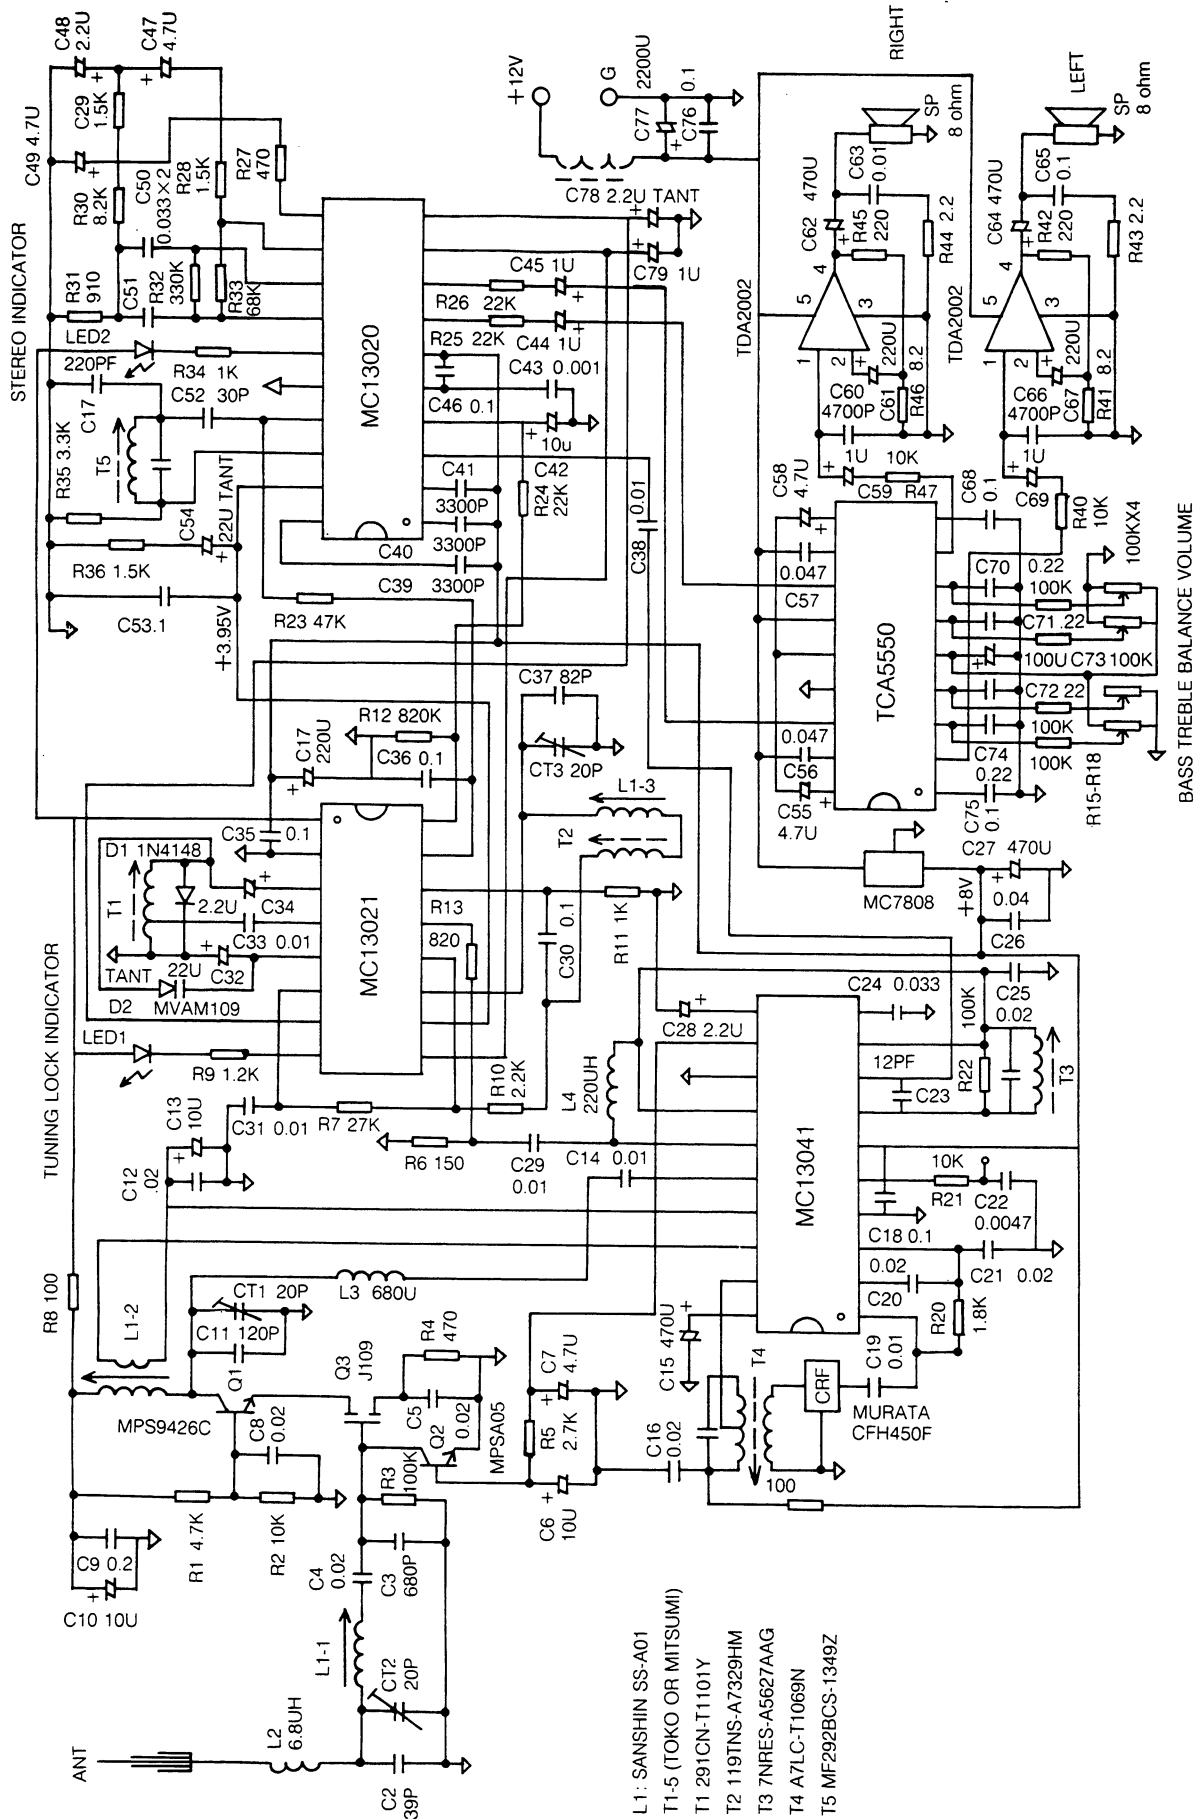 STEREO INDICATOR
C49 4.7U
C48
2.2U
C47
4.7U
C29
1.5K
R30
8.2K
C50
0.033×2
R28
1.5K
R27
470
R31
910
C51
R32
330K
R33
68K
LED2
220PF
C17
R34 1K
C52 30P
R35 3.3K
T5
C54
22U TANT
R36 1.5K
C53.1
+3.95V
MC13020
R23 47K
C39
3300P
C40
3300P
C41
3300P
R24
22K
C42
10u
C46 0.1
C43 0.001
R25 22K
C44 1U
R26 22K
C45 1U
C79 1U
C78 2.2U TANT
C38 0.01
+12V
G
2200U
C77
0.1
C76
RIGHT
LEFT
SP
8 ohm
SP
8 ohm
TDA2002
C62 470U
C63
0.01
R45
220
R44 2.2
5
4
3
1
2
220U
8.2
C60
4700P
C61
R46
1U
10K
C59
R47
TDA2002
C64 470U
C65
0.1
R42
220
R43 2.2
5
4
3
1
2
220U
8.2
C66
4700P
C67
R41
1U
C69
R40
10K
C58
4.7U
0.047
C57
C68
0.1
TCA5550
C70
0.22
100K
C71 .22
100K
100U
C73
100K
C72 22
100K
C74
0.22
100K
C75
0.1
100KX4
R15-R18
BASS TREBLE BALANCE VOLUME
0.047
C56
C55
4.7U
MC7808
C27
470U
+8V
0.04
C26
TUNING LOCK INDICATOR
D1 1N4148
T1
2.2U
C34
C33 0.01
22U
C32
TANT
D2
MVAM109
LED1
R9 1.2K
C35
0.1
C17
220U
R12 820K
C36 0.1
MC13021
R13
820
C37 82P
CT3 20P
L1-3
T2
C30 0.1
R11 1K
C28 2.2U
R10
2.2K
R7 27K
C31 0.01
C13
10U
C12
.02
R6 150
C29
0.01
L4
220UH
C14 0.01
MC13041
C24 0.033
C25
0.02
100K
R22
12PF
C23
T3
10K
R21
C22
0.0047
C18 0.1
C21 0.02
0.02
C20
R20
1.8K
C19
0.01
CRF
MURATA
CFH450F
T4
C15 470U
C16
0.02
100
R8 100
L1-2
L3 680U
CT1 20P
C11 120P
Q1
MPS9426C
C8
0.02
Q3
J109
R4
470
C5
0.02
Q2
MPSA05
C7
4.7U
R5
2.7K
C6
10U
R3
100K
R1 4.7K
R2 10K
C9 0.2
C10 10U
C4
0.02
C3
680P
L1-1
CT2
20P
L2
6.8UH
ANT
C2
39P
L1: SANSHIN SS-A01
T1-5 (TOKO OR MITSUMI)
T1 291CN-T1101Y
T2 119TNS-A7329HM
T3 7NRES-A5627AAG
T4 A7LC-T1069N
T5 MF292BCS-1349Z